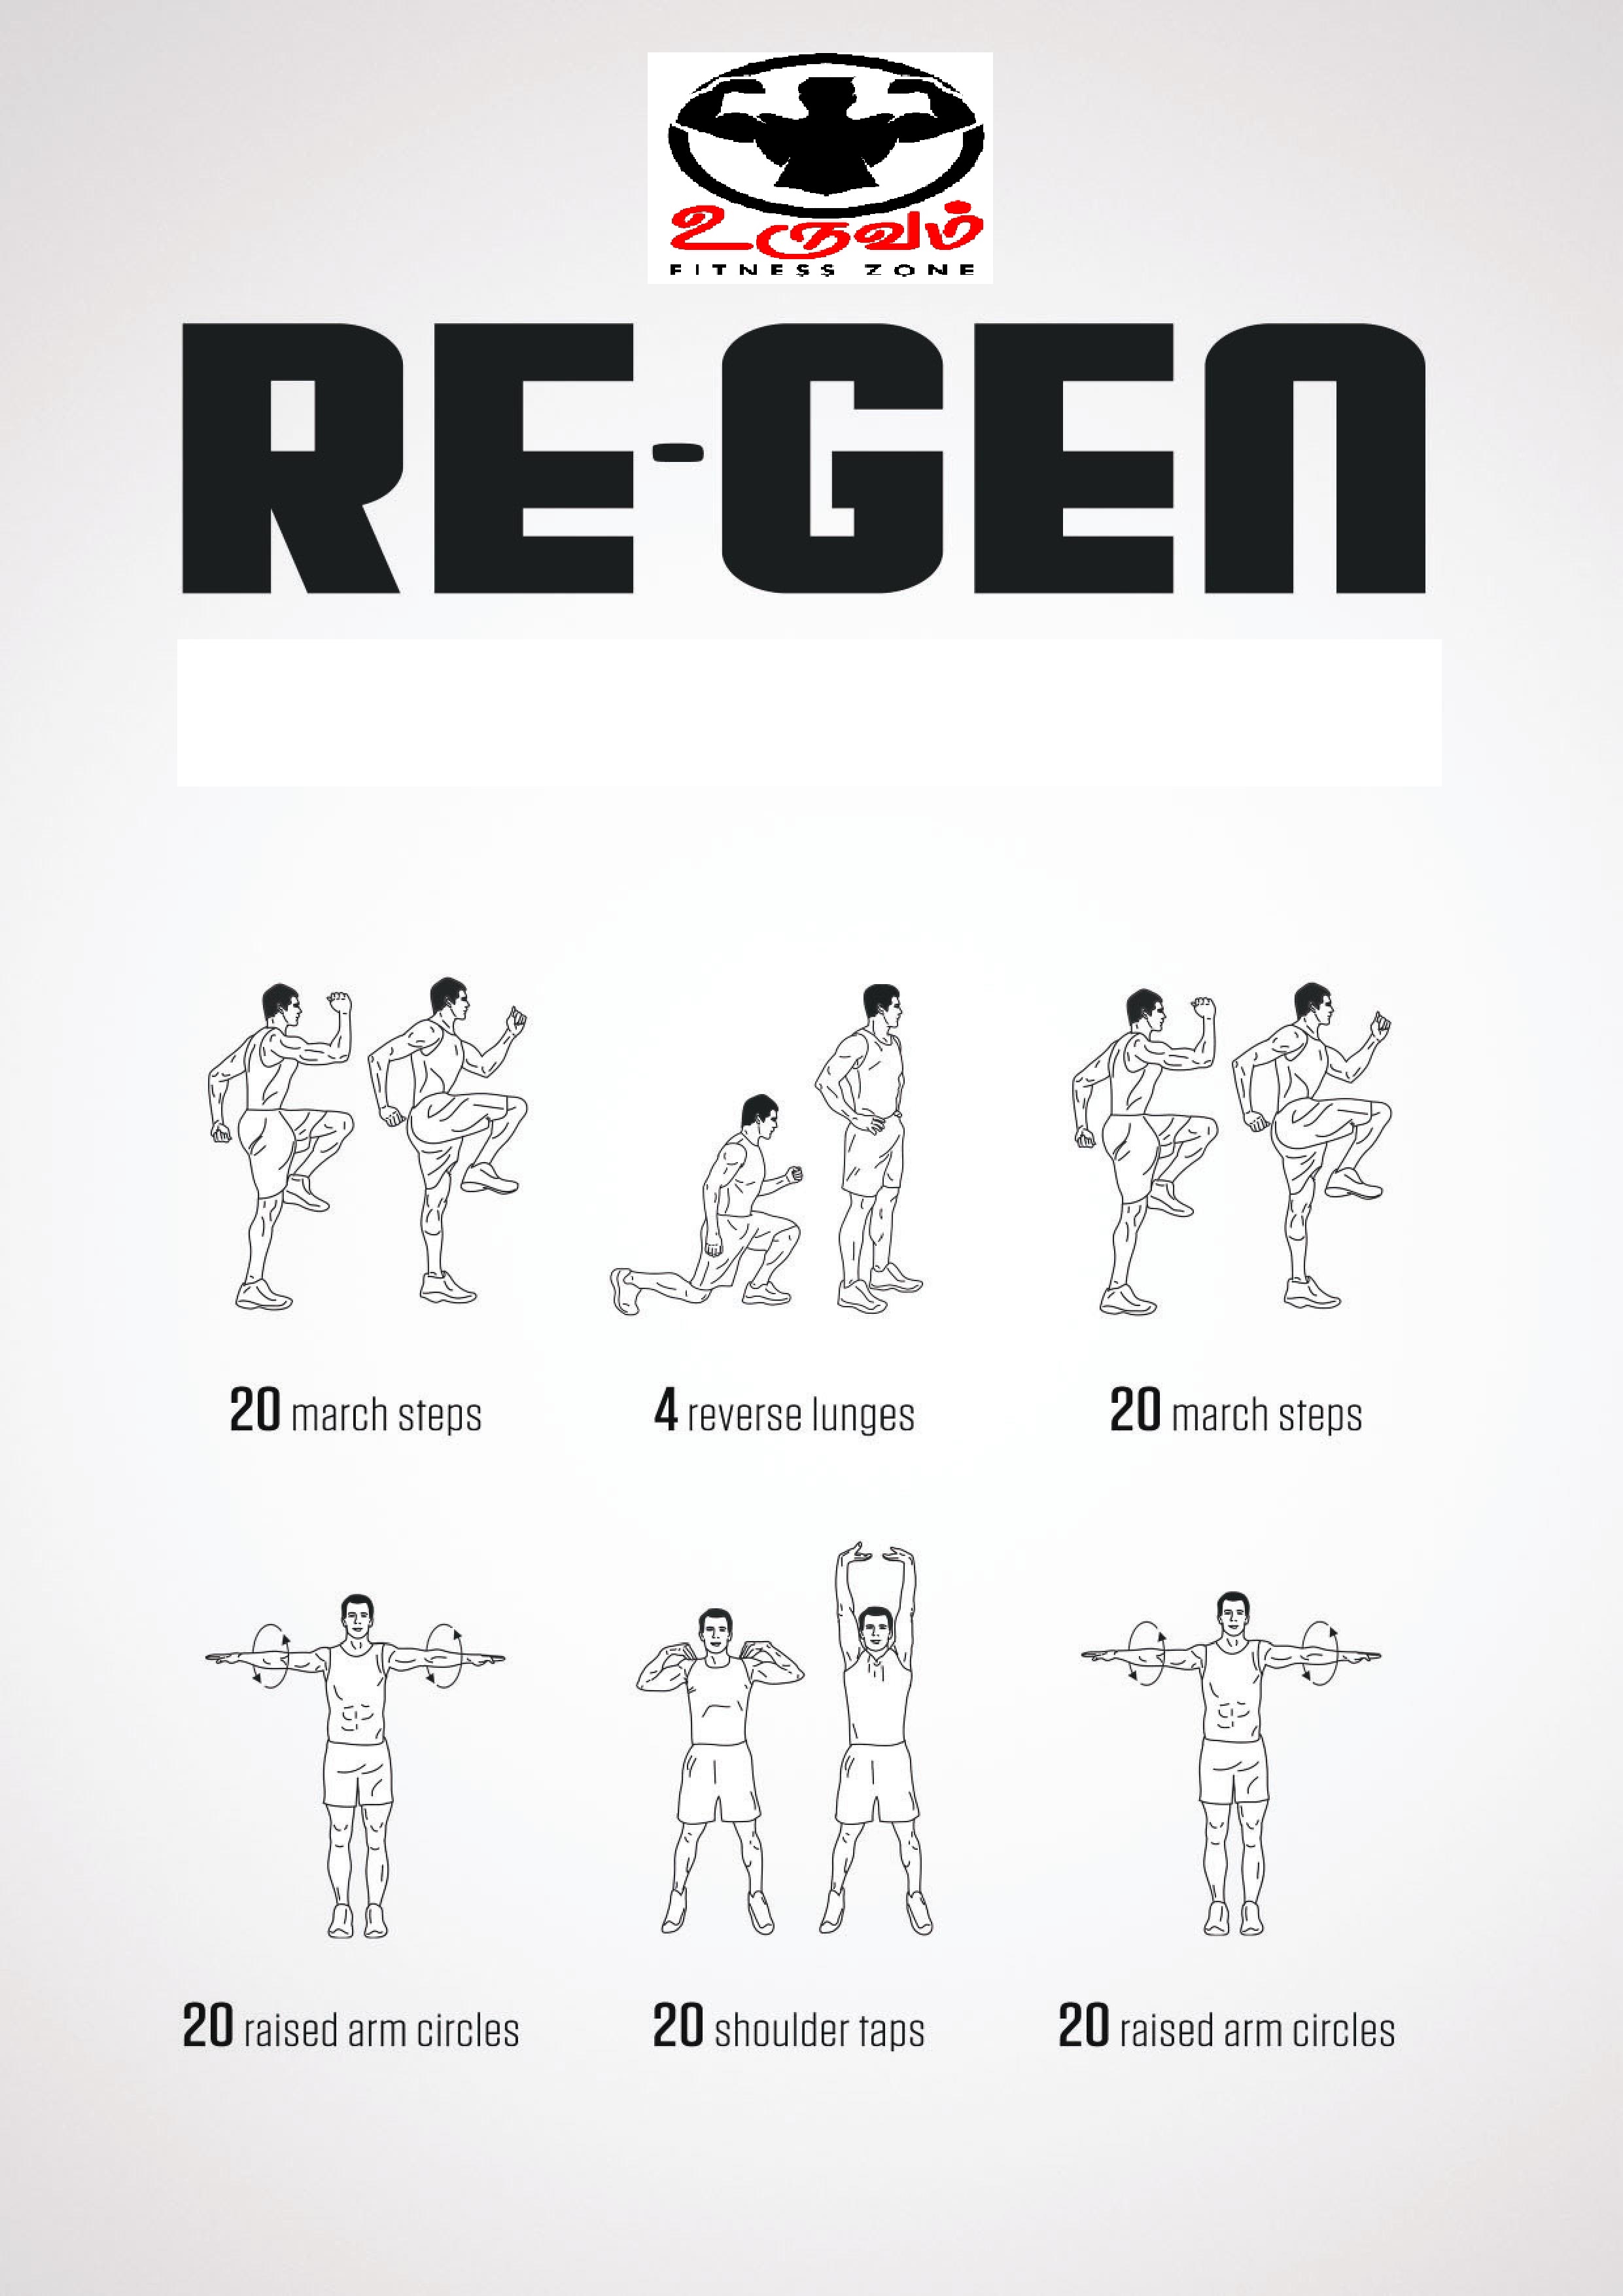 உருவம்
FITNESS ZONE
RE-GEN
20 march steps
4 reverse lunges
20 march steps
20 raised arm circles
20 shoulder taps
20 raised arm circles